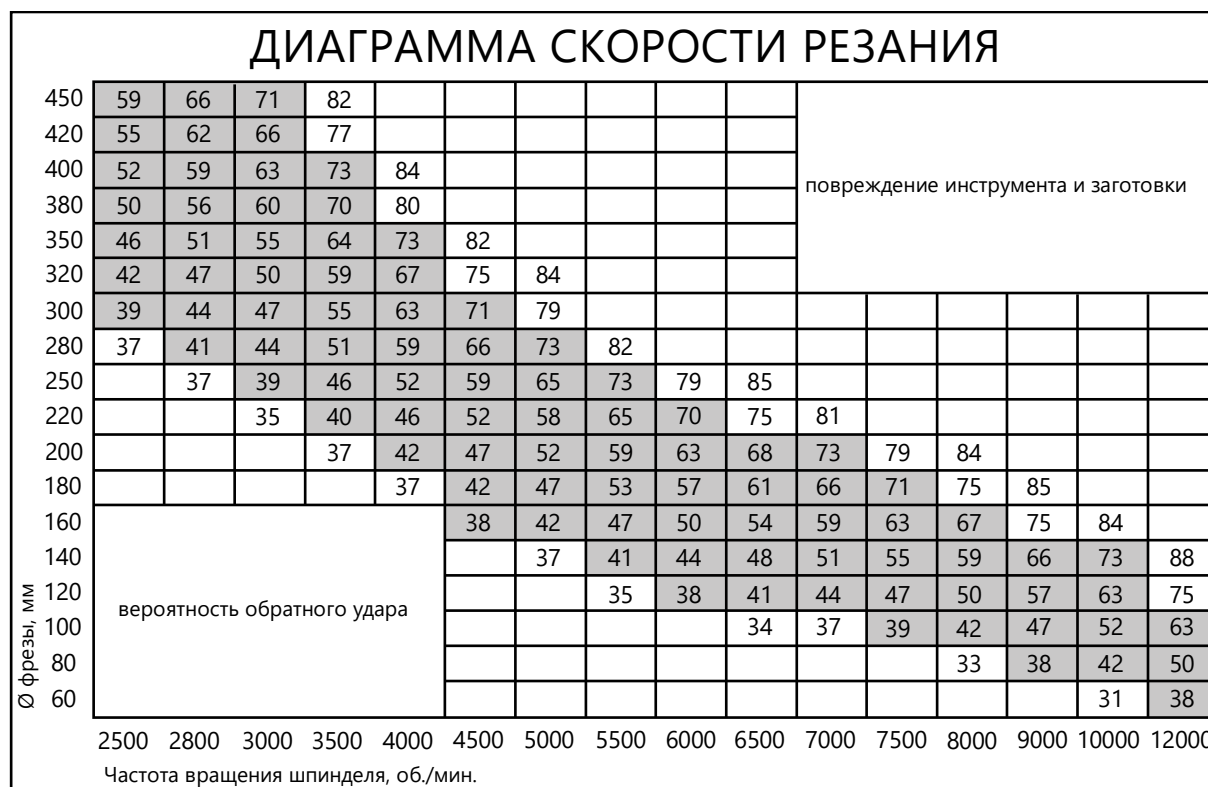 ДИАГРАММА СКОРОСТИ РЕЗАНИЯ
450 59 66 71 82
420 55 62 66 77
400 52 59 63 73 84
повреждение инструмента и заготовки
380 50 56 60 70 80
350 46 51 55 64 73 82
320 42 47 50 59 67 75 84
300 39 44 47 55 63 71 79
280 37 41 44 51 59 66 73 82
250 37 39 46 52 59 65 73 79 85
220 35 40 46 52 58 65 70 75 81
200 37 42 47 52 59 63 68 73 79 84
180 37 42 47 53 57 61 66 71 75 85
160 38 42 47 50 54 59 63 67 75 84
140 37 41 44 48 51 55 59 66 73 88
120 35 38 41 44 47 50 57 63 75
вероятность обратного удара
100 34 37 39 42 47 52 63
80 33 38 42 50
60 31 38
Ø фрезы, мм
2500 2800 3000 3500 4000 4500 5000 5500 6000 6500 7000 7500 8000 9000 10000 12000
Частота вращения шпинделя, об./мин.